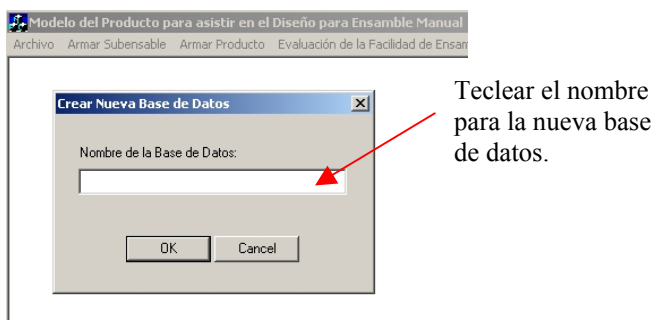 Modelo del Producto para asistir en el Diseño para Ensamble Manual
Archivo Armar Subensable Armar Producto Evaluación de la Facilidad de Ensam
Crear Nueva Base de Datos
Nombre de la Base de Datos:
OK Cancel
Teclear el nombre
para la nueva base
de datos.